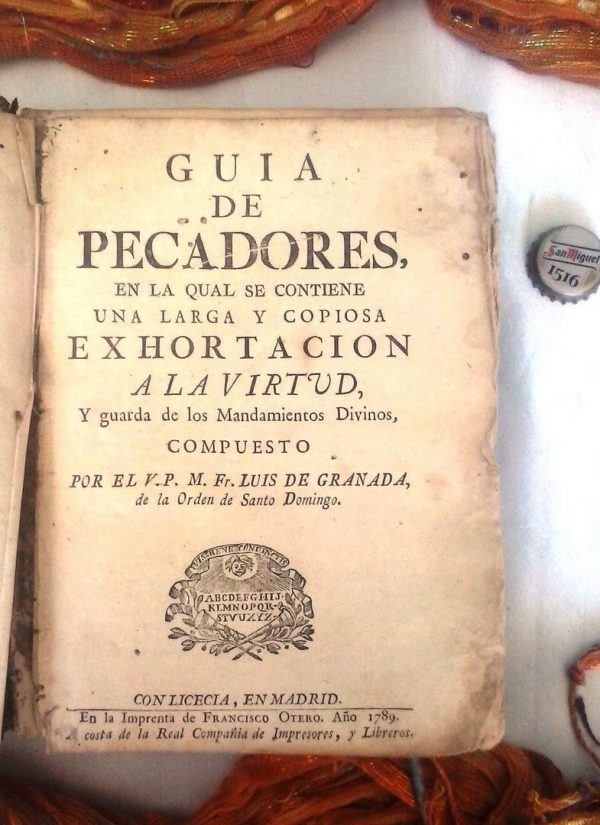 GUIA
DE
PECADORES,
EN LA QUAL SE CONTIENE
UNA LARGA Y COPIOSA
EXHORTACION
A LA VIRTUD,
Y guarda de los Mandamientos Divinos,
COMPUESTO
POR EL V. P. M. Fr. LUIS DE GRANADA,
de la Orden de Santo Domingo.
ABCDEFGHIJ
KLMNOPQR
STVUXYZ
CON LICECIA, EN MADRID.
En la Imprenta de FRANCISCO OTERO. Año 1789.
A costa de la Real Compañia de Impresores, y Libreros.
San Miguel
1516